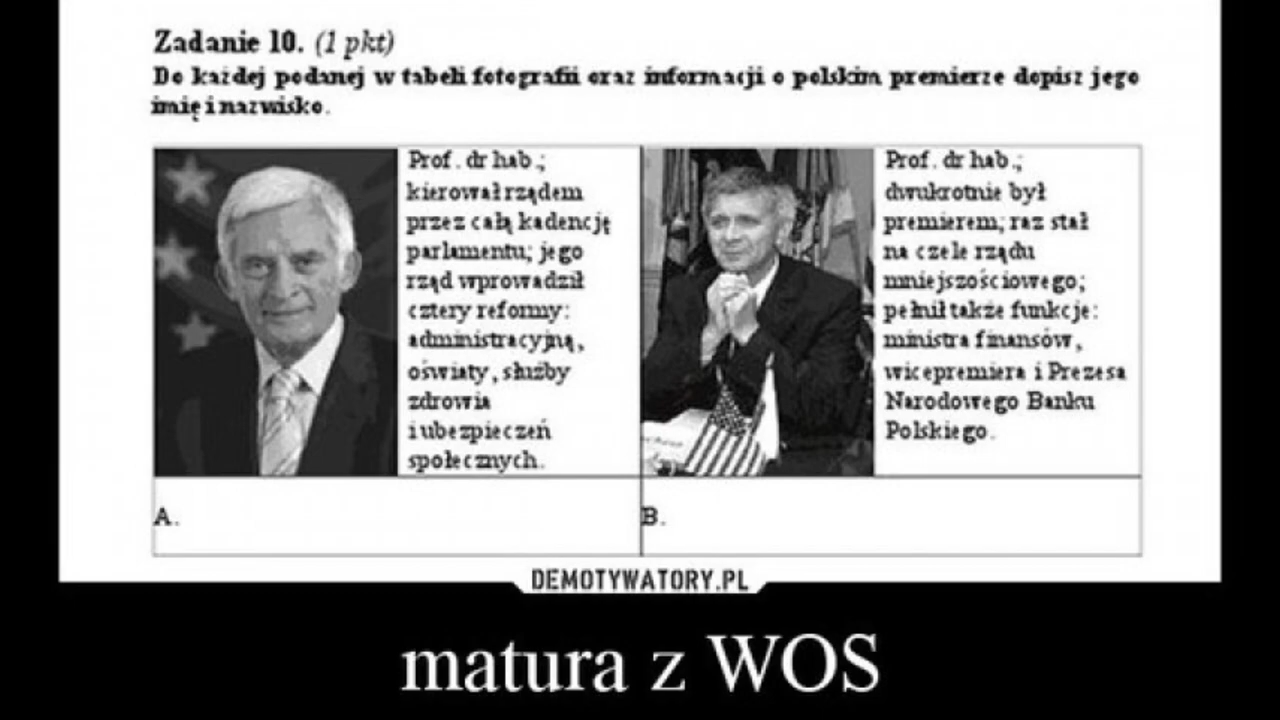 Zadanie 10. (1 pkt)
Do każdej podanej w tabeli fotografii oraz informacji o polskim premierze dopisz jego
imię i nazwisko.
Prof. dr hab.;
kierował rządem
przez całą kadencję
parlamentu; jego
rząd wprowadził
cztery reformy:
administracyjną,
oświaty, służby
zdrowia
i ubezpieczeń
społecznych.
Prof. dr hab.;
dwukrotnie był
premierem; raz stał
na czele rządu
mniejszościowego;
pełnił także funkcje:
ministra finansów,
wicepremiera i Prezesa
Narodowego Banku
Polskiego.
A.
B.
DEMOTYWATORY.PL
matura z WOS